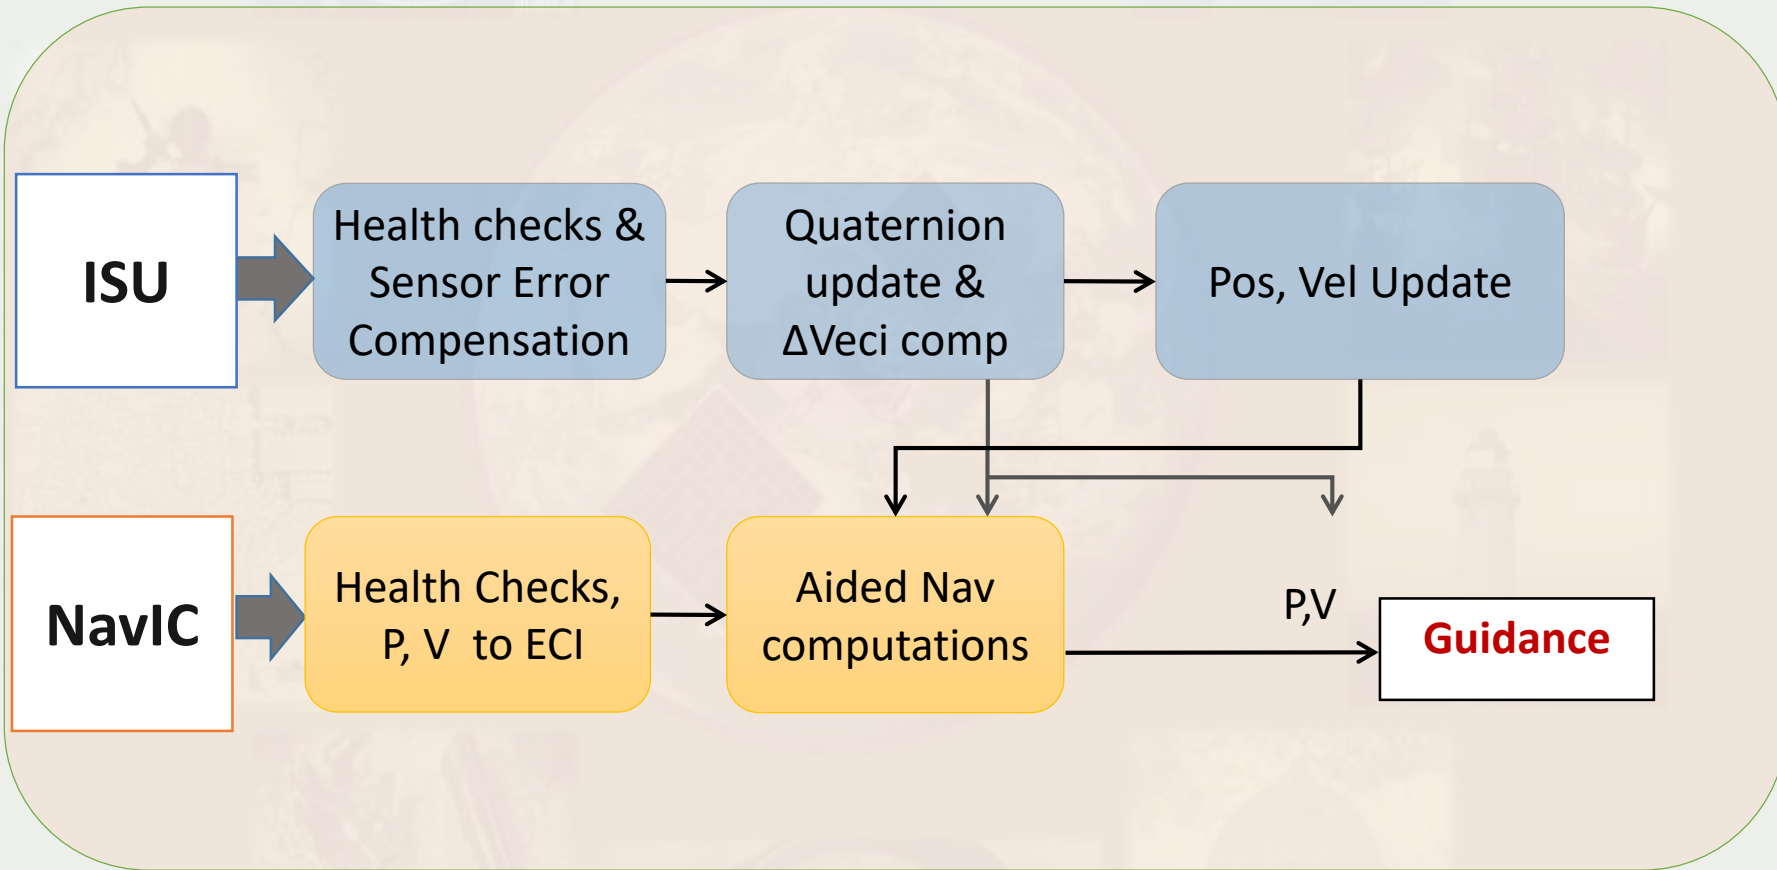 ISU
Health checks &
Sensor Error
Compensation
Quaternion
update &
ΔVeci comp
Pos, Vel Update
NavIC
Health Checks,
P, V to ECI
Aided Nav
computations
P,V
Guidance